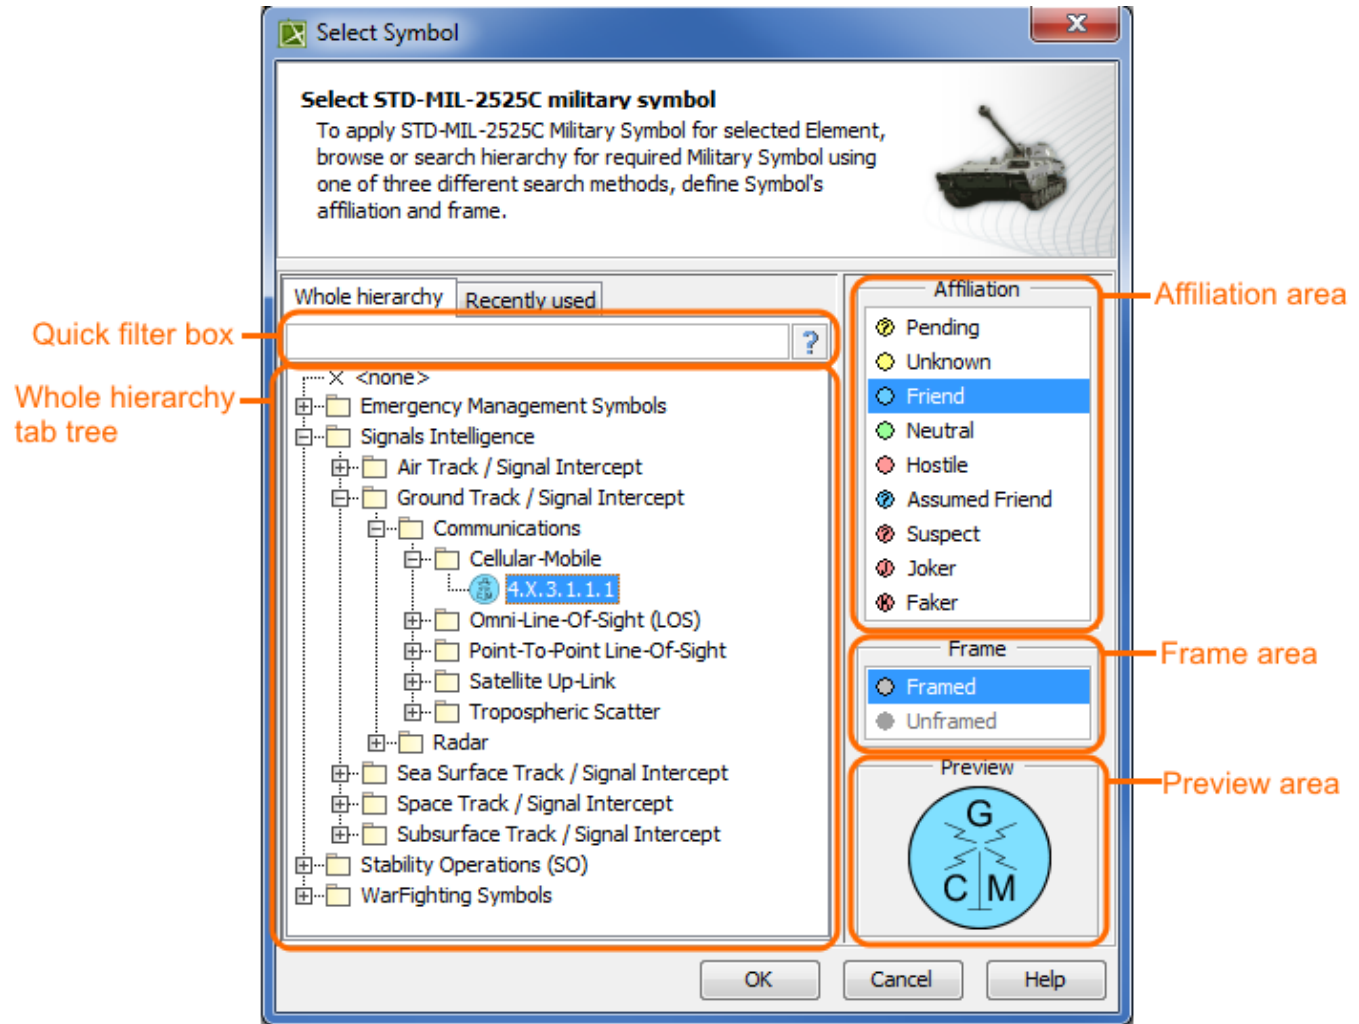 Select Symbol
X
Select STD-MIL-2525C military symbol
To apply STD-MIL-2525C Military Symbol for selected Element,
browse or search hierarchy for required Military Symbol using
one of three different search methods, define Symbol's
affiliation and frame.
Whole hierarchy
Recently used
Quick filter box
?
Whole hierarchy
tab tree
<none>
Emergency Management Symbols
Signals Intelligence
Air Track / Signal Intercept
Ground Track / Signal Intercept
Communications
Cellular-Mobile
4.X.3.1.1.1
Omni-Line-Of-Sight (LOS)
Point-To-Point Line-Of-Sight
Satellite Up-Link
Tropospheric Scatter
Radar
Sea Surface Track / Signal Intercept
Space Track / Signal Intercept
Subsurface Track / Signal Intercept
Stability Operations (SO)
WarFighting Symbols
Affiliation
Affiliation area
? Pending
Unknown
Friend
Neutral
Hostile
? Assumed Friend
? Suspect
J Joker
K Faker
Frame
Frame area
Framed
Unframed
Preview
Preview area
G
C M
OK
Cancel
Help